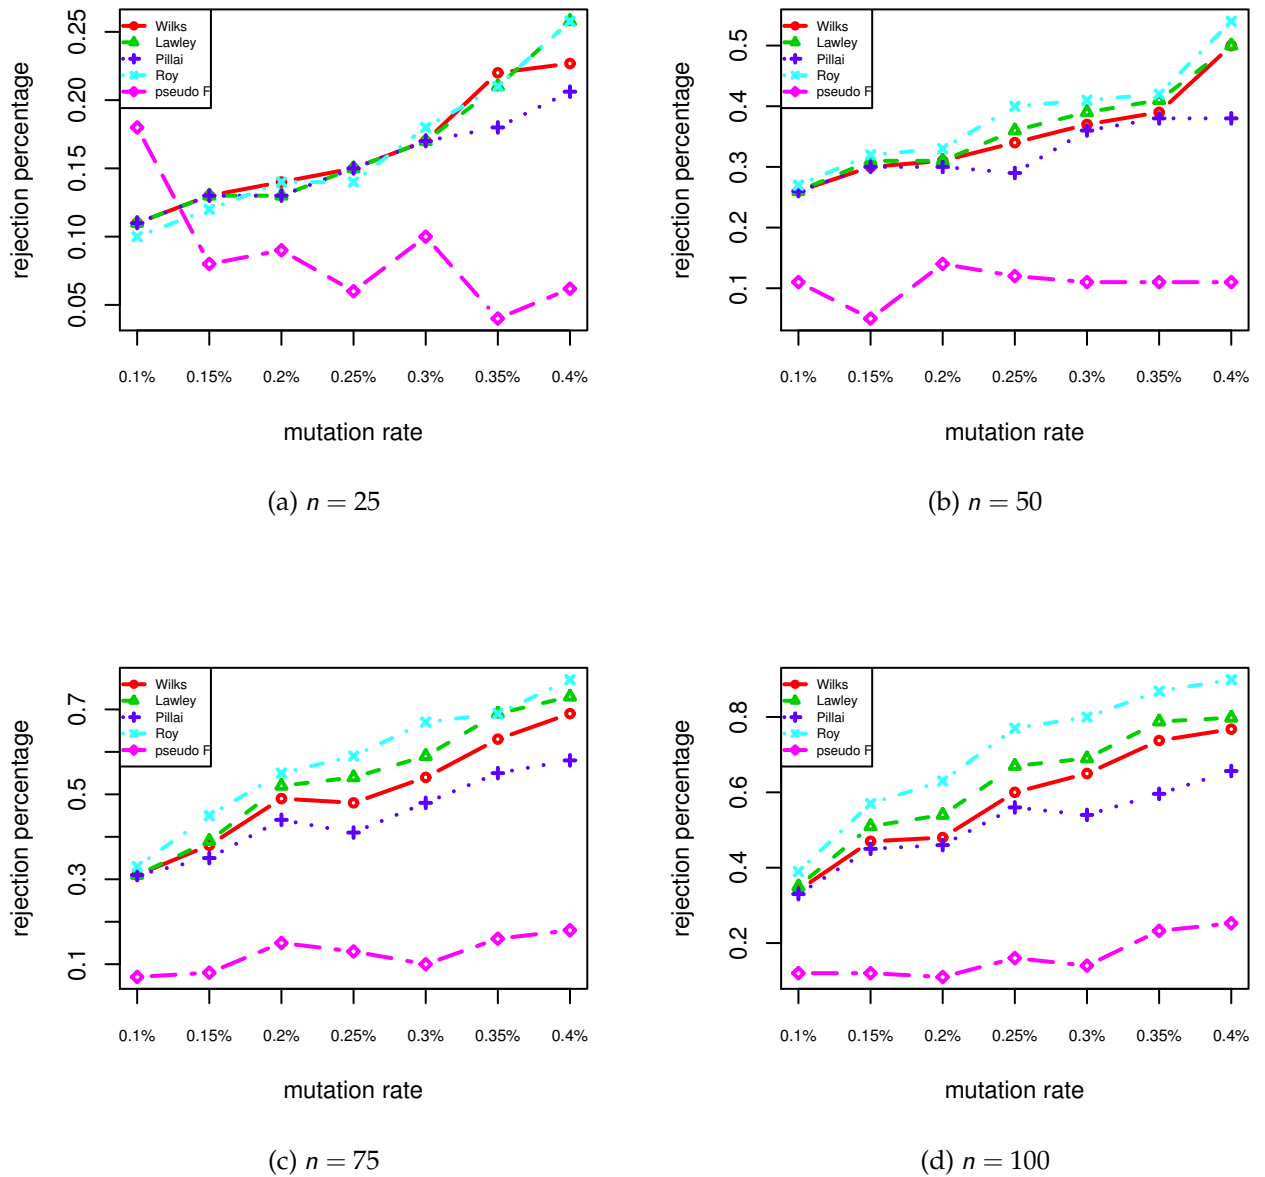 rejection percentage
0.05 0.10 0.15 0.20 0.25
Wilks
Lawley
Pillai
Roy
pseudo F
0.1% 0.15% 0.2% 0.25% 0.3% 0.35% 0.4%
mutation rate
(a) n = 25
rejection percentage
0.1 0.2 0.3 0.4 0.5
Wilks
Lawley
Pillai
Roy
pseudo F
0.1% 0.15% 0.2% 0.25% 0.3% 0.35% 0.4%
mutation rate
(b) n = 50
rejection percentage
0.1 0.3 0.5 0.7
Wilks
Lawley
Pillai
Roy
pseudo F
0.1% 0.15% 0.2% 0.25% 0.3% 0.35% 0.4%
mutation rate
(c) n = 75
rejection percentage
0.2 0.4 0.6 0.8
Wilks
Lawley
Pillai
Roy
pseudo F
0.1% 0.15% 0.2% 0.25% 0.3% 0.35% 0.4%
mutation rate
(d) n = 100